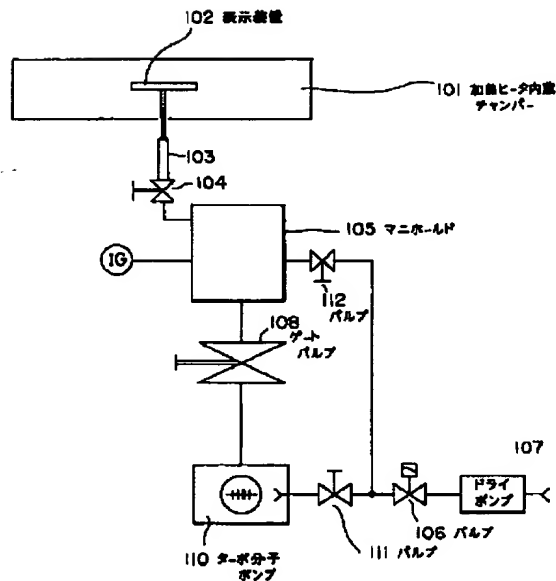 102 表示装置
101 加熱ヒータ内蔵
チャンバー
103
104
105 マニホールド
IG
112
バルブ
108
ゲート
バルブ
107
ドライ
ポンプ
106 バルブ
111 バルブ
110 ターボ分子
ポンプ